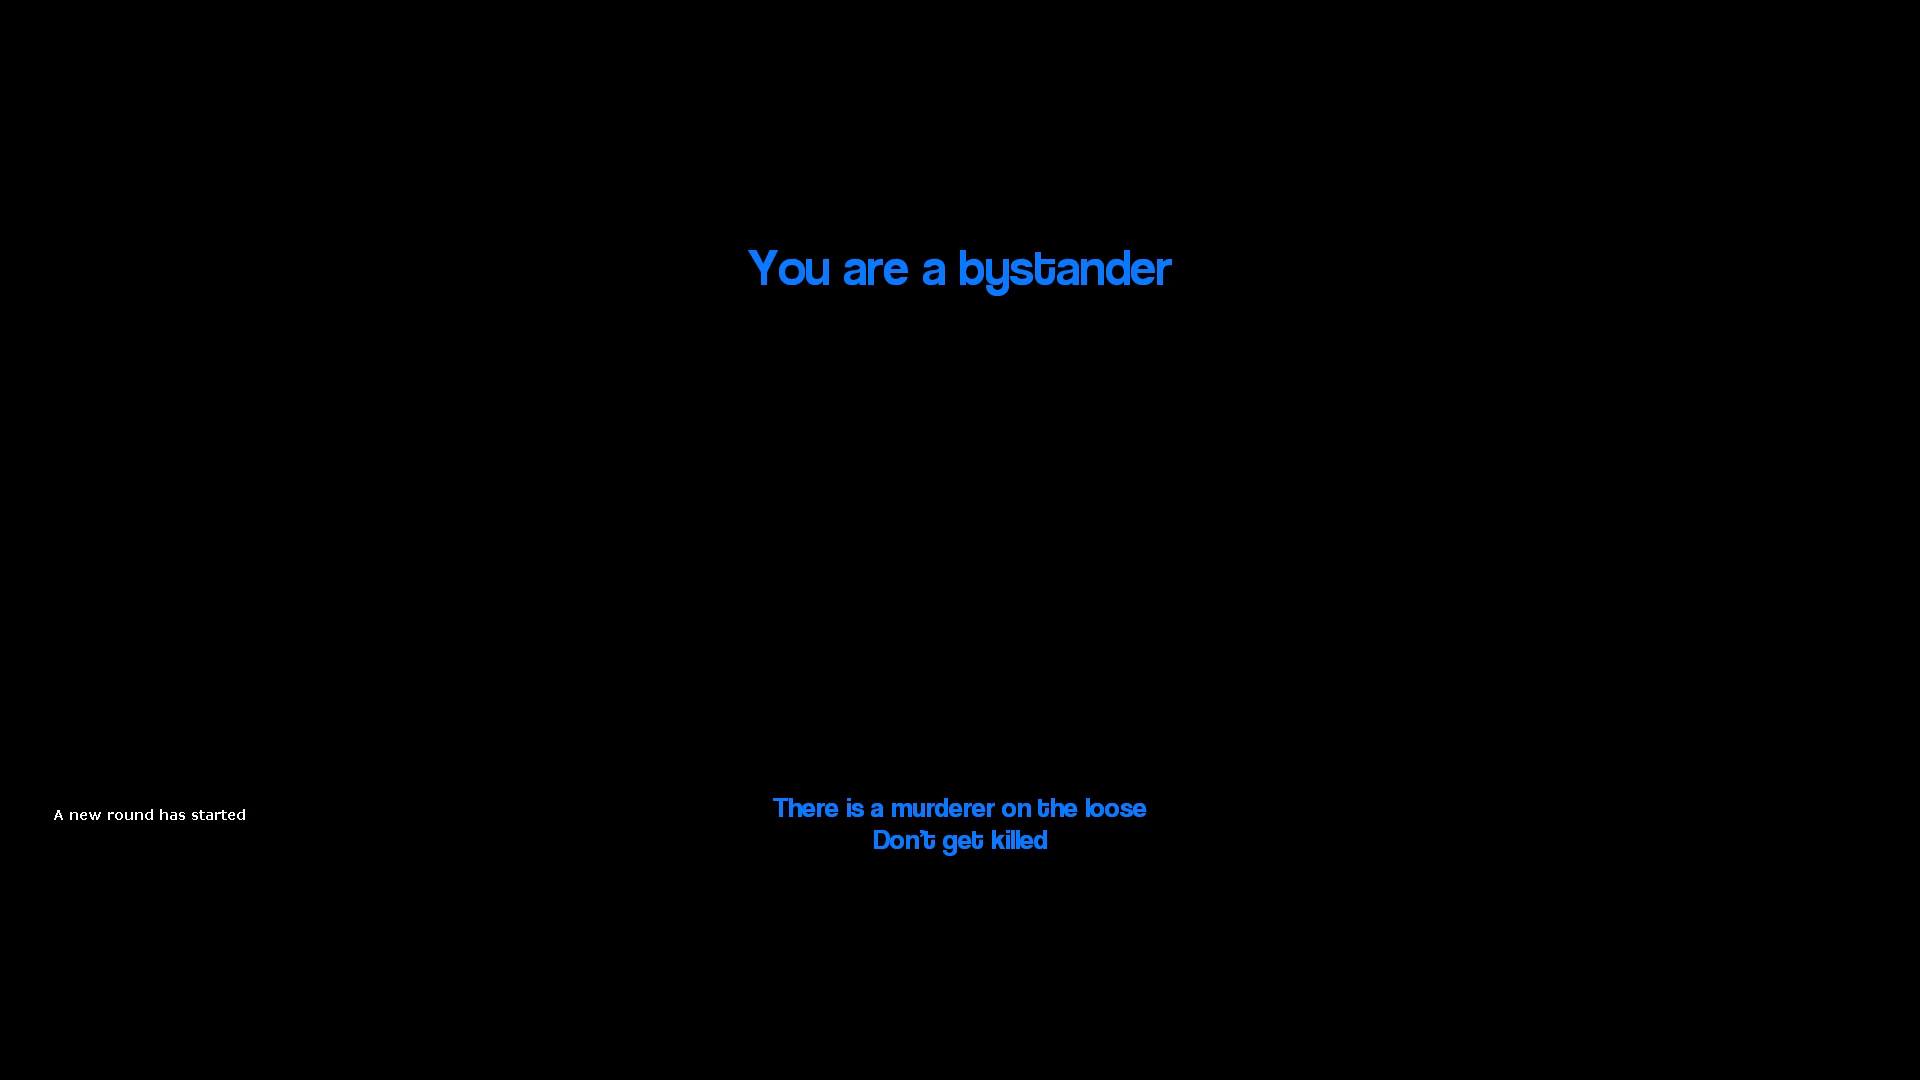 You are a bystander
A new round has started
There is a murderer on the loose
Don't get killed